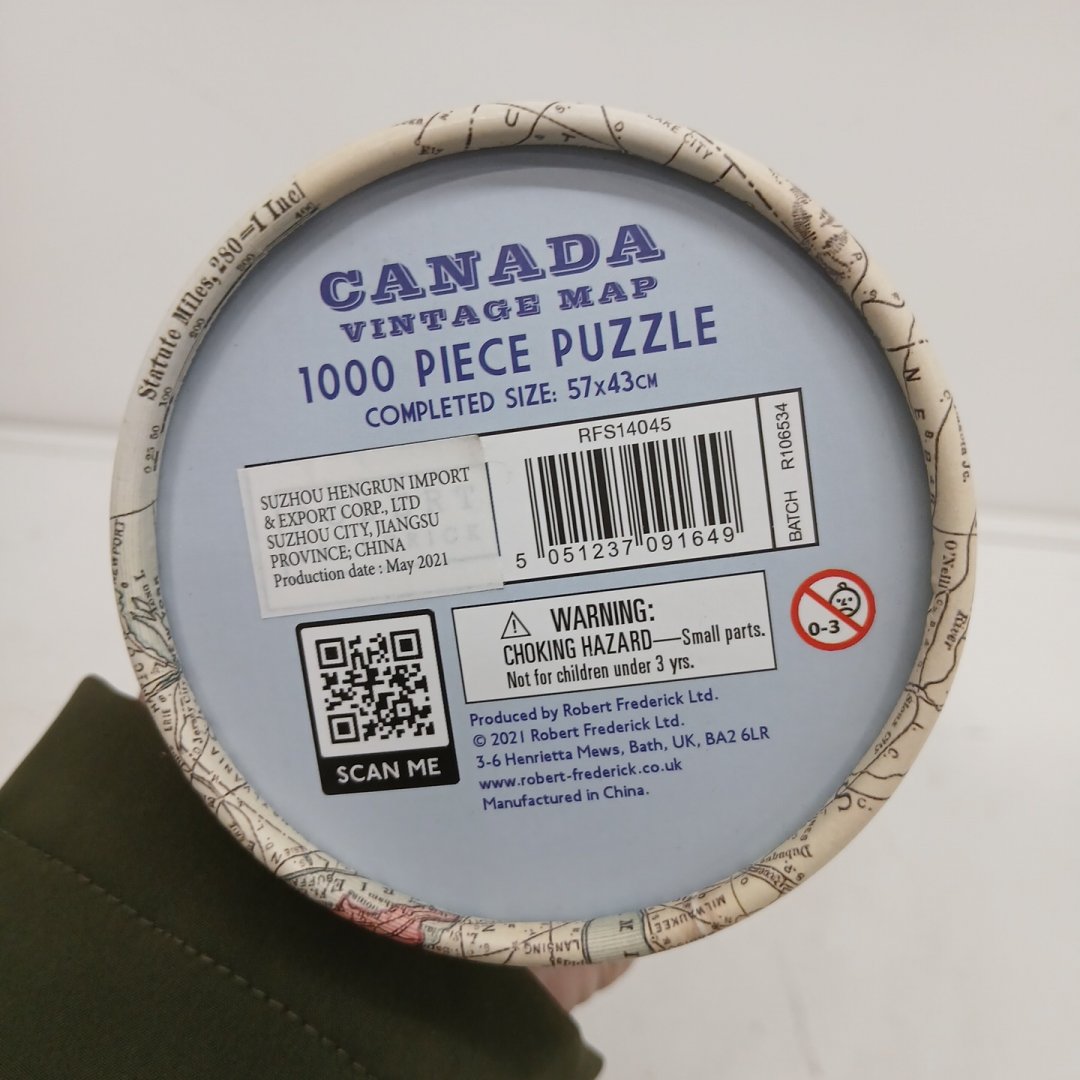 CANADA
VINTAGE MAP
1000 PIECE PUZZLE
COMPLETED SIZE: 57x43CM
RFS14045
5 051237 091649
BATCH R106534
SUZHOU HENGRUN IMPORT
& EXPORT CORP., LTD
SUZHOU CITY, JIANGSU
PROVINCE; CHINA
Production date : May 2021
SCAN ME
WARNING:
CHOKING HAZARD—Small parts.
Not for children under 3 yrs.
0-3
Produced by Robert Frederick Ltd.
© 2021 Robert Frederick Ltd.
3-6 Henrietta Mews, Bath, UK, BA2 6LR
www.robert-frederick.co.uk
Manufactured in China.
Statute Miles, 280=1 Incl
LAKE CITY
River
MILWAUKEE
LANSING